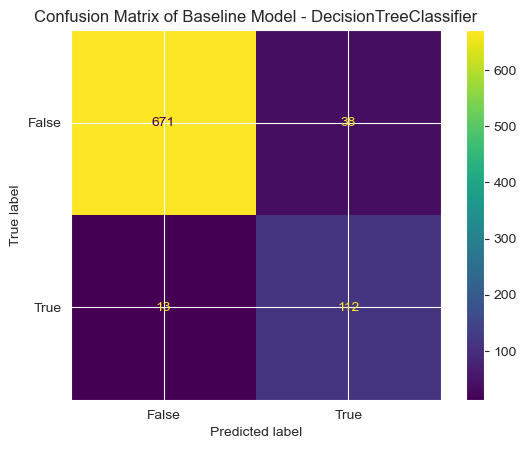 Confusion Matrix of Baseline Model - DecisionTreeClassifier
600
671
38
False
500
400
True label
300
200
13
112
True
100
False
True
Predicted label